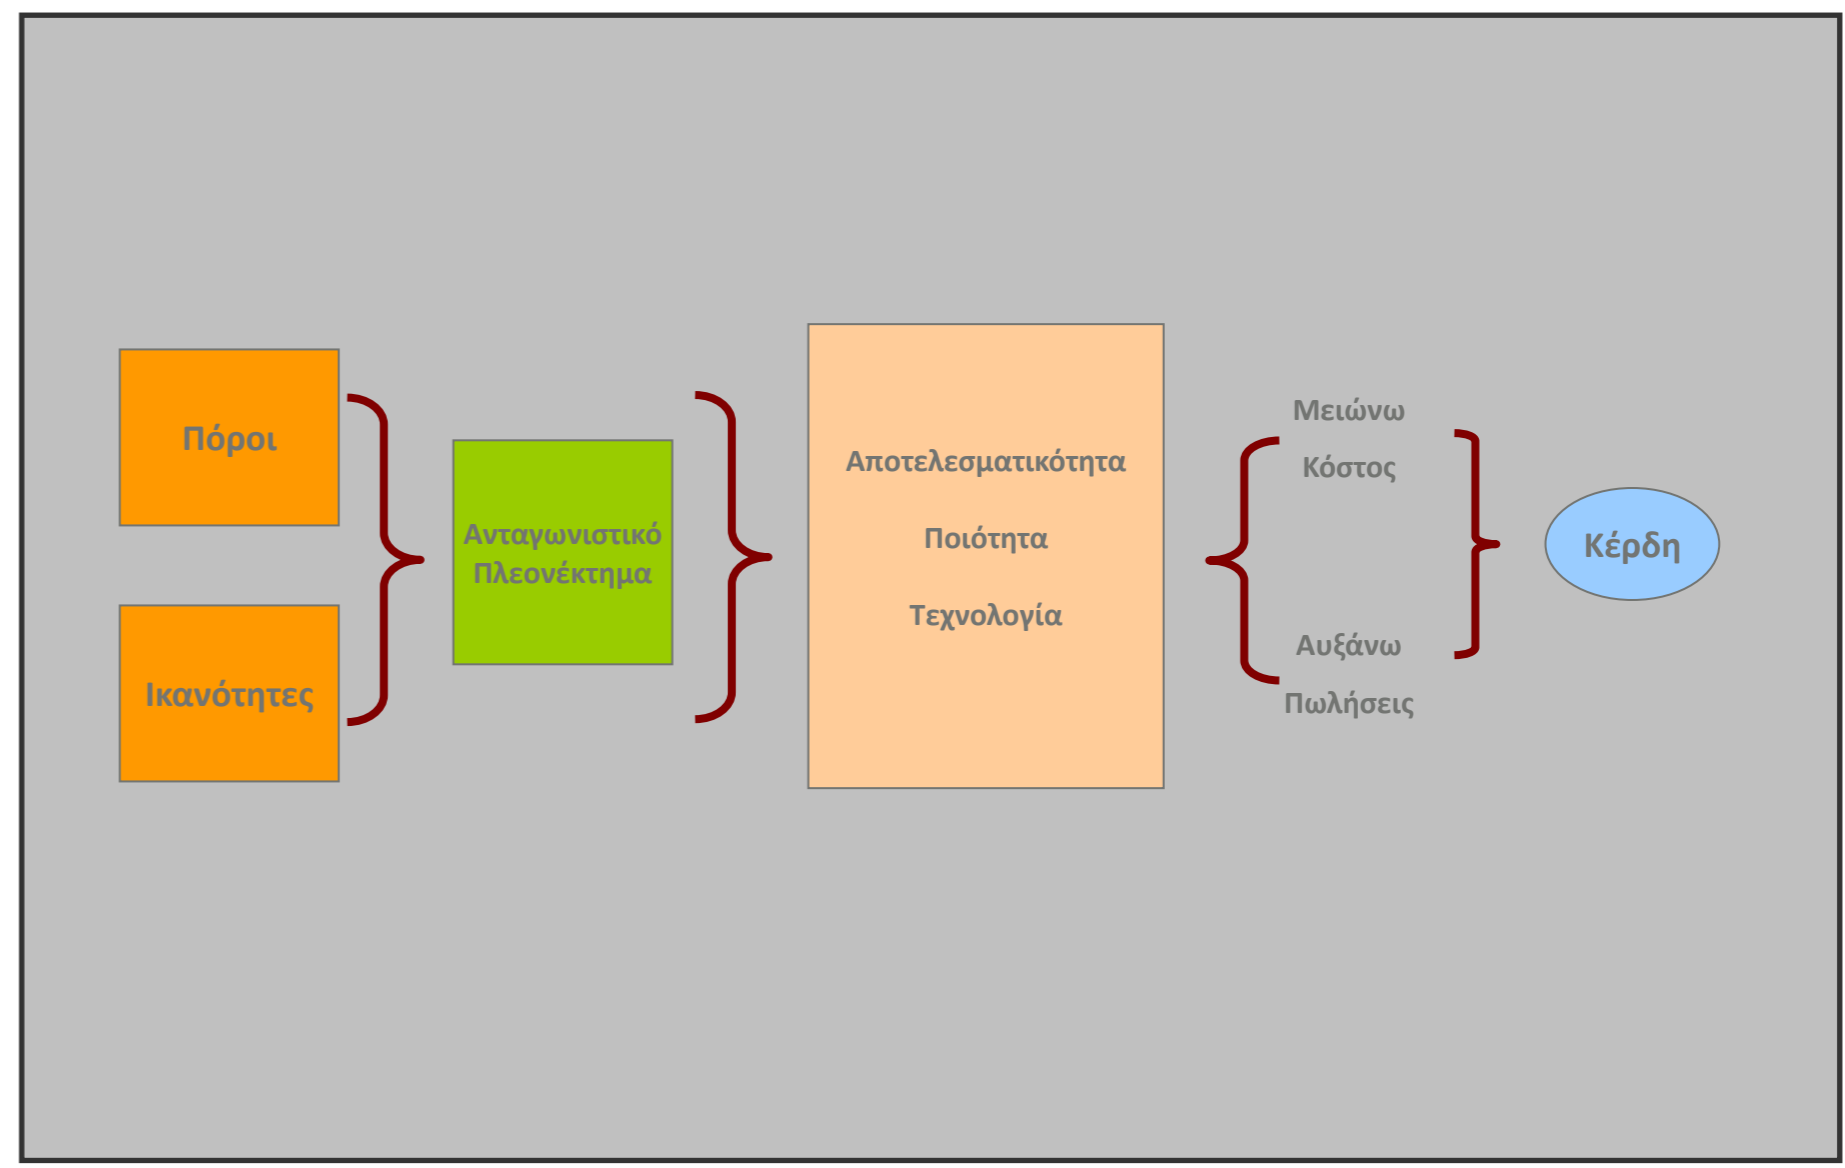 Πόροι
Ικανότητες
Ανταγωνιστικό
Πλεονέκτημα
Αποτελεσματικότητα
Ποιότητα
Τεχνολογία
Μειώνω
Κόστος
Αυξάνω
Πωλήσεις
Κέρδη